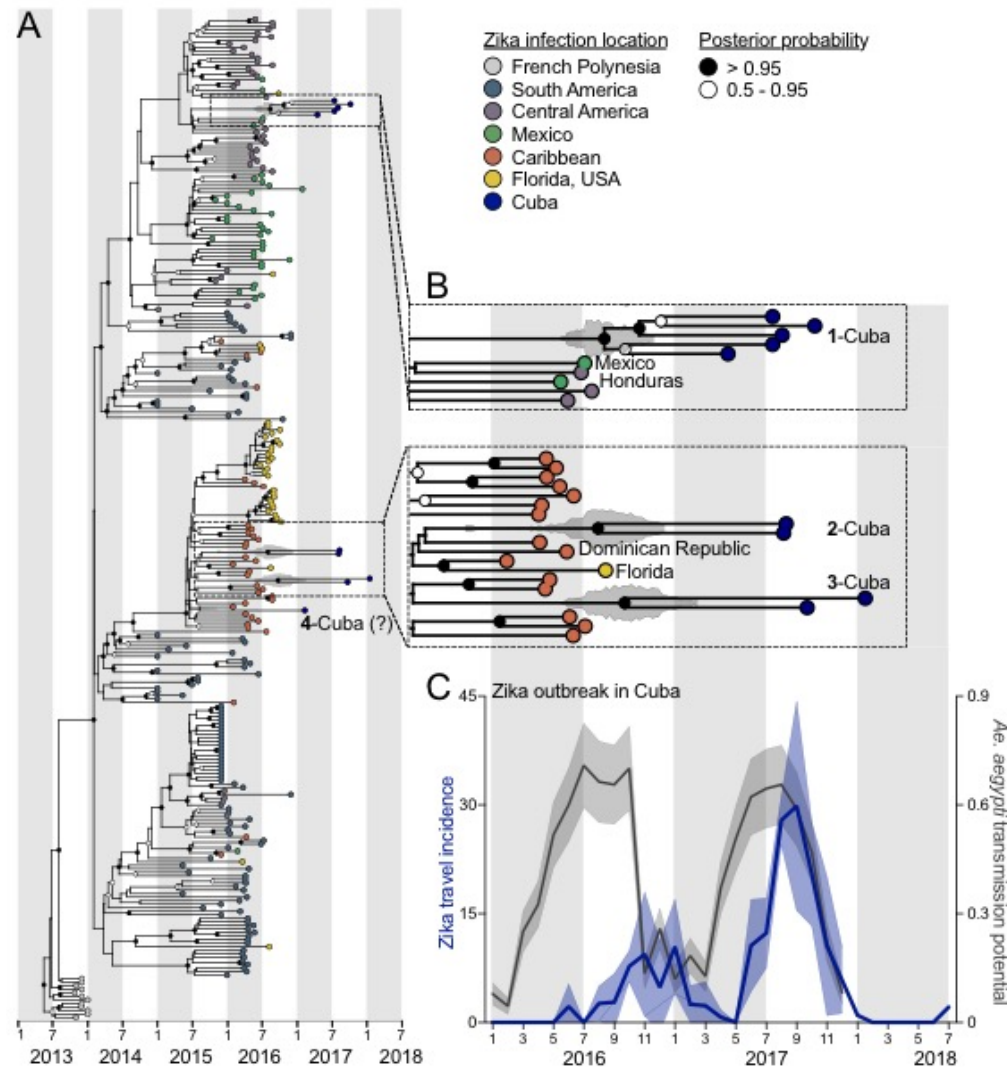 A
Zika infection location
French Polynesia
South America
Central America
Mexico
Caribbean
Florida, USA
Cuba
Posterior probability
> 0.95
0.5 - 0.95
B
1-Cuba
Mexico
Honduras
2-Cuba
Dominican Republic
Florida
3-Cuba
4-Cuba (?)
C
Zika outbreak in Cuba
45
30
15
0
Zika travel incidence
0.9
0.6
0.3
0
Ae. aegypti transmission potential
1 3 5 7 9 11 1 3 5 7 9 11 1 3 5 7
2016 2017 2018
1 7 1 7 1 7 1 7 1 7 1 7
2013 2014 2015 2016 2017 2018